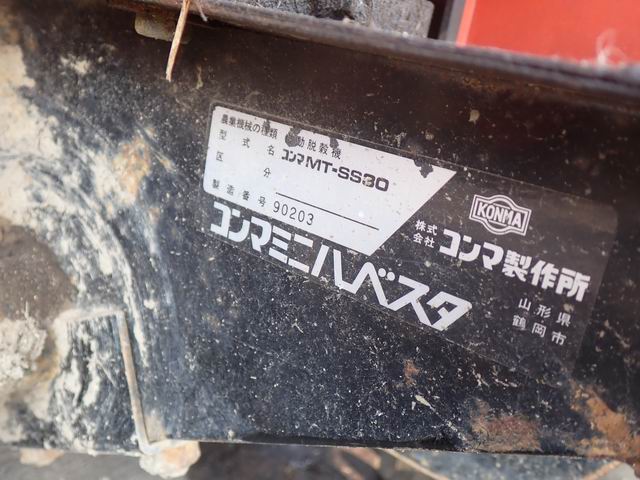 農業機械の種類 自動脱穀機
型式名 コンマMT-SS30
区分
製造番号 90203
コンマミニハベスタ
KONMA
株式会社 コンマ製作所
山形県
鶴岡市